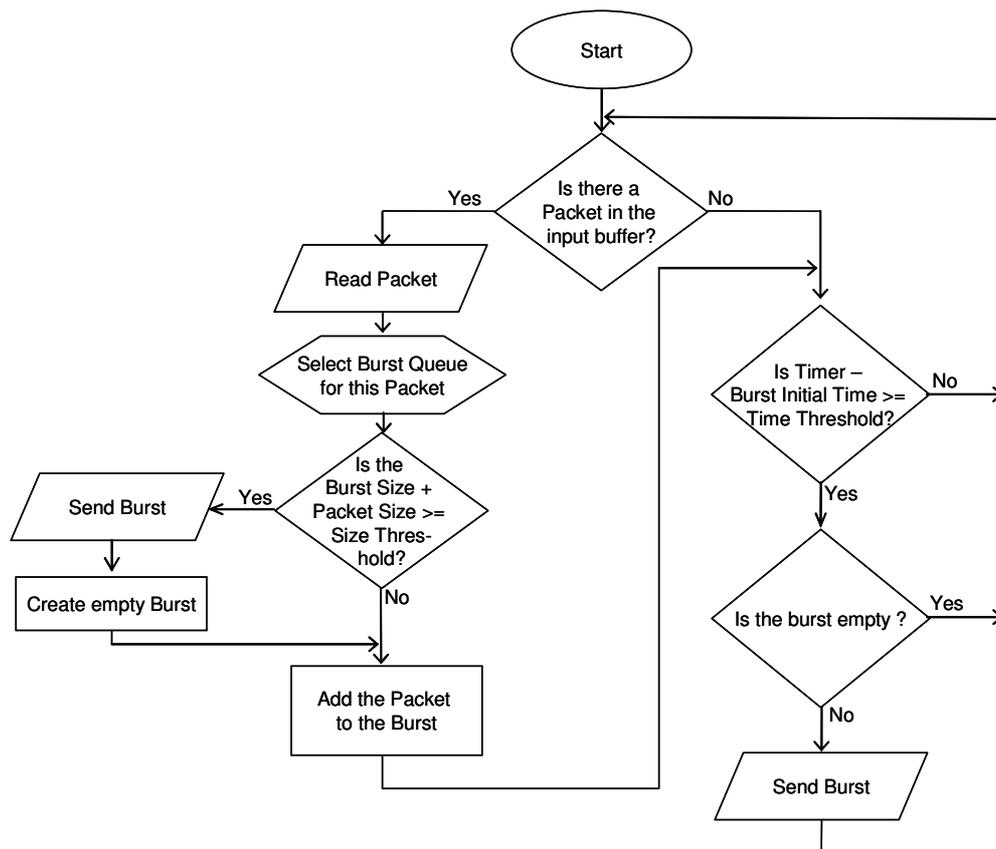 Start
Is there a
Packet in the
input buffer?
Yes
No
Read Packet
Select Burst Queue
for this Packet
Is the
Burst Size +
Packet Size >=
Size Thres-
hold?
Yes
No
Send Burst
Create empty Burst
Add the Packet
to the Burst
Is Timer –
Burst Initial Time >=
Time Threshold?
No
Yes
Is the burst empty ?
Yes
No
Send Burst